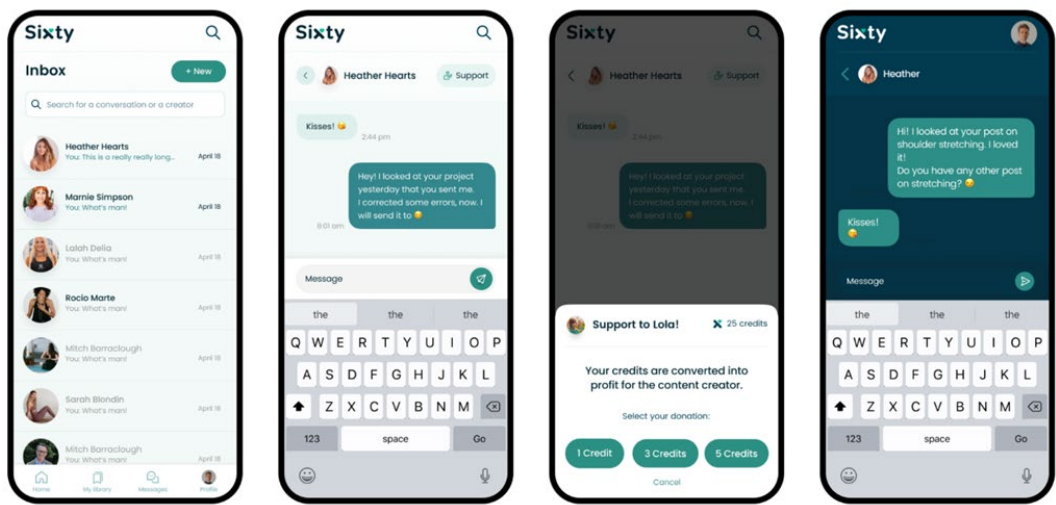 Sixty
Inbox
+ New
Search for a conversation or a creator
Heather Hearts
You: This is a really really long...
April 18
Marnie Simpson
You: What's man!
April 18
Lalah Delia
You: What's man!
April 18
Rocio Marte
You: What's man!
April 18
Mitch Barraclough
You: What's man!
April 18
Sarah Blondin
You: What's man!
April 18
Mitch Barraclough
You: What's man!
April 18
Home
My library
Messages
Profile
Sixty
Heather Hearts
Support
Kisses! 😘
2:44 pm
Hey! I looked at your project
yesterday that you sent me.
I corrected some errors, now. I
will send it to 😘
8:01 am
Message
the the the
Q W E R T Y U I O P
A S D F G H J K L
Z X C V B N M
123 space Go
Sixty
Heather Hearts
Support
Kisses! 😘
2:44 pm
Hey! I looked at your project
yesterday that you sent me.
I corrected some errors, now. I
will send it to 😘
8:01 am
Support to Lola!
25 credits
Your credits are converted into
profit for the content creator.
Select your donation:
1 Credit
3 Credits
5 Credits
Cancel
Sixty
Heather
Hi! I looked at your post on
shoulder stretching. I loved
it!
Do you have any other post
on stretching? 😘
Kisses!
😘
Message
the the the
Q W E R T Y U I O P
A S D F G H J K L
Z X C V B N M
123 space Go